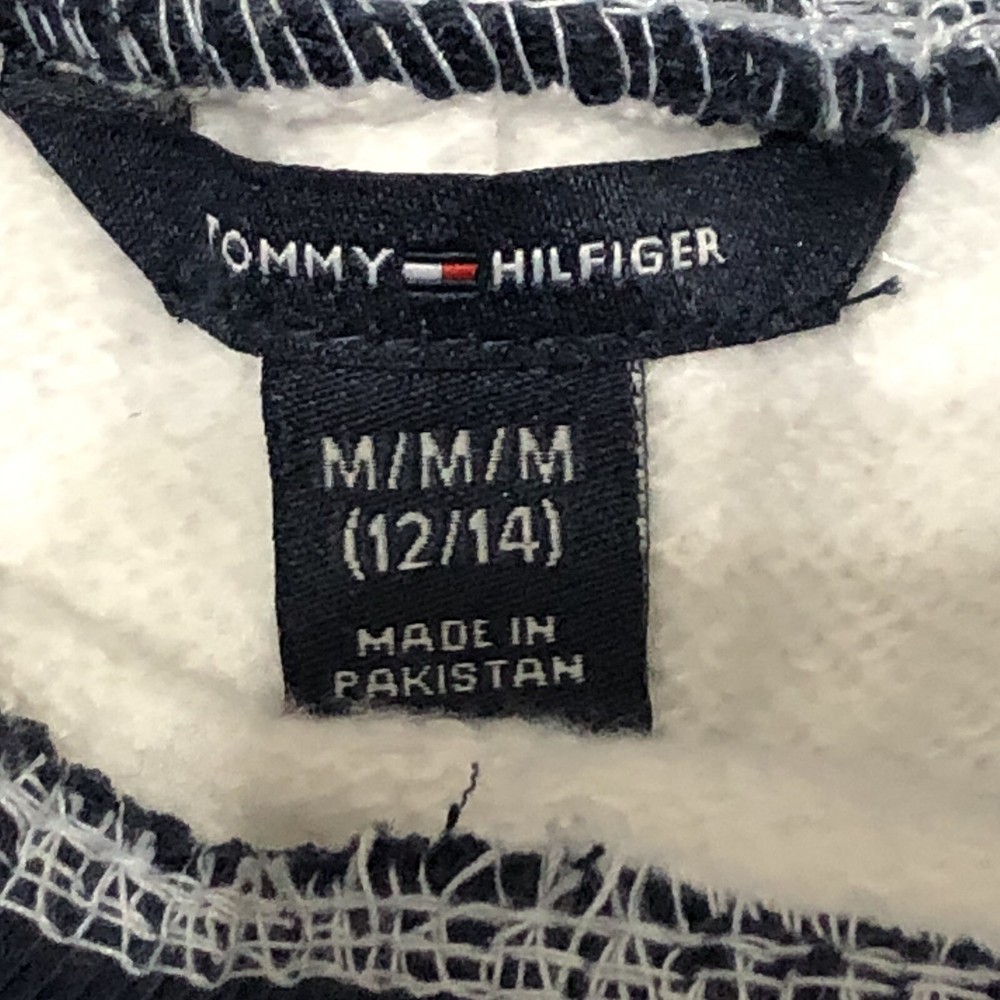 TOMMY HILFIGER
M/M/M
(12/14)
MADE IN
PAKISTAN